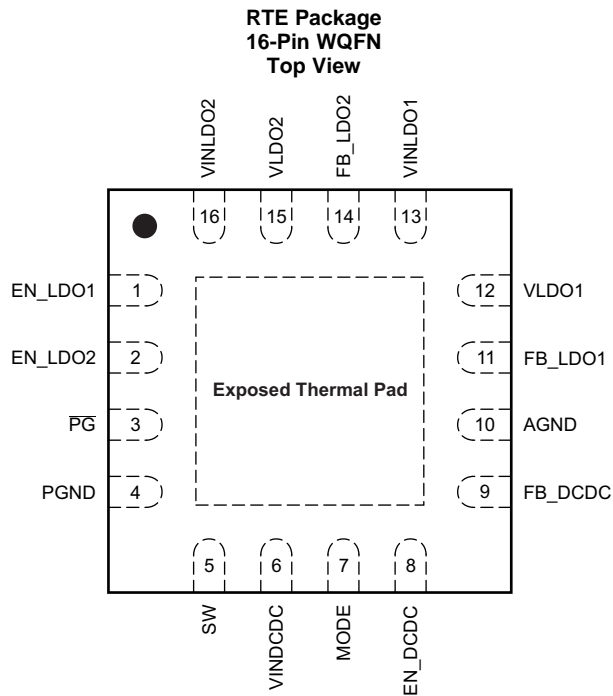 RTE Package
16-Pin WQFN
Top View
VINLDO2
VLDO2
FB_LDO2
VINLDO1
16
15
14
13
EN_LDO1
1
12
VLDO1
EN_LDO2
2
11
FB_LDO1
Exposed Thermal Pad
P̅G̅
3
10
AGND
PGND
4
9
FB_DCDC
5
6
7
8
SW
VINDCDC
MODE
EN_DCDC